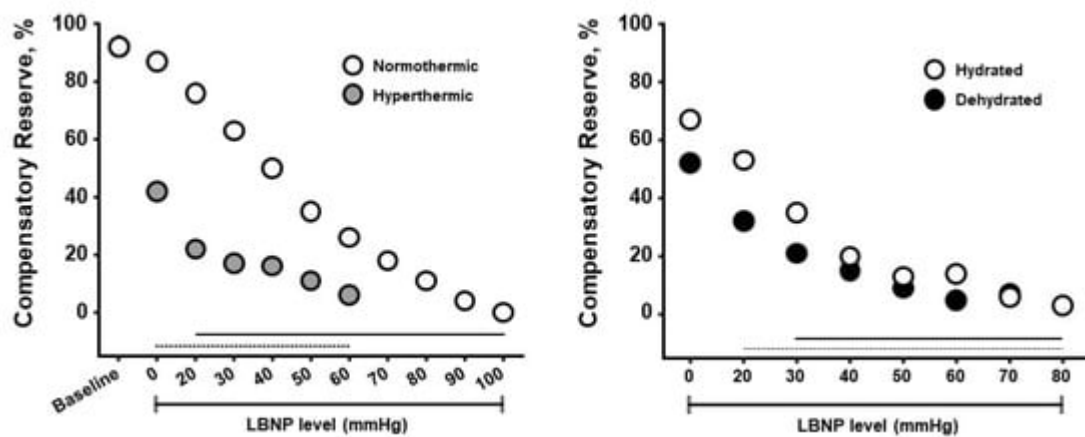 Compensatory Reserve, %
100
80
60
40
20
0
Normothermic
Hyperthermic
Baseline 0 20 30 40 50 60 70 80 90 100
LBNP level (mmHg)
Compensatory Reserve, %
100
80
60
40
20
0
Hydrated
Dehydrated
0 20 30 40 50 60 70 80
LBNP level (mmHg)